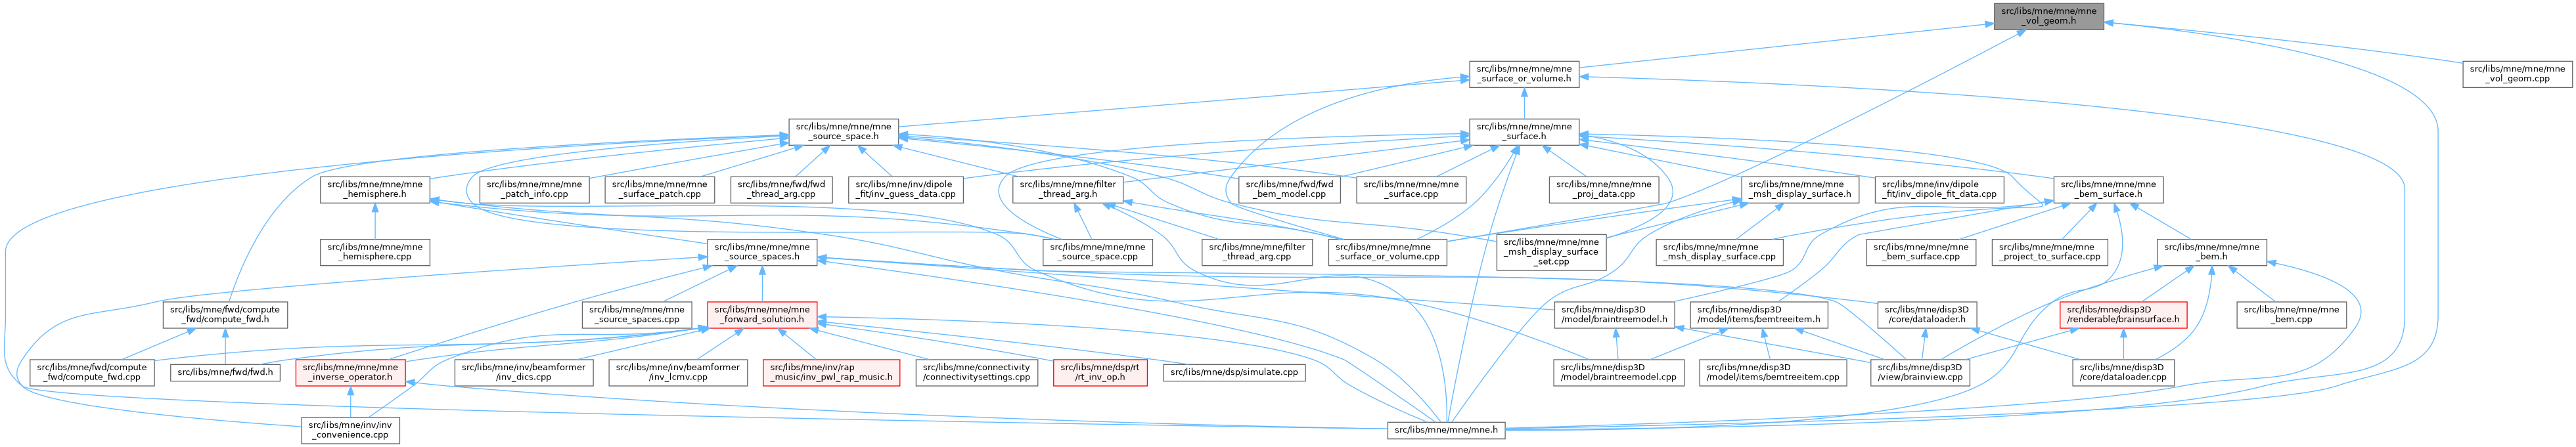 src/libs/mne/mne/mne
_vol_geom.h
src/libs/mne/mne/mne
_surface_or_volume.h
src/libs/mne/mne/mne
_vol_geom.cpp
src/libs/mne/mne/mne
_source_space.h
src/libs/mne/mne/mne
_surface.h
src/libs/mne/mne/mne
_hemisphere.h
src/libs/mne/mne/mne
_patch_info.cpp
src/libs/mne/mne/mne
_surface_patch.cpp
src/libs/mne/fwd/fwd
_thread_arg.cpp
src/libs/mne/inv/dipole
_fit/inv_guess_data.cpp
src/libs/mne/mne/filter
_thread_arg.h
src/libs/mne/fwd/fwd
_bem_model.cpp
src/libs/mne/mne/mne
_surface.cpp
src/libs/mne/mne/mne
_proj_data.cpp
src/libs/mne/mne/mne
_msh_display_surface.h
src/libs/mne/inv/dipole
_fit/inv_dipole_fit_data.cpp
src/libs/mne/mne/mne
_bem_surface.h
src/libs/mne/mne/mne
_hemisphere.cpp
src/libs/mne/mne/mne
_source_spaces.h
src/libs/mne/mne/mne
_source_space.cpp
src/libs/mne/mne/filter
_thread_arg.cpp
src/libs/mne/mne/mne
_surface_or_volume.cpp
src/libs/mne/mne/mne
_msh_display_surface
_set.cpp
src/libs/mne/mne/mne
_msh_display_surface.cpp
src/libs/mne/mne/mne
_bem_surface.cpp
src/libs/mne/mne/mne
_project_to_surface.cpp
src/libs/mne/mne/mne
_bem.h
src/libs/mne/fwd/compute
_fwd/compute_fwd.h
src/libs/mne/mne/mne
_source_spaces.cpp
src/libs/mne/mne/mne
_forward_solution.h
src/libs/mne/disp3D
/model/braintreemodel.h
src/libs/mne/disp3D
/model/items/bemtreeitem.h
src/libs/mne/disp3D
/core/dataloader.h
src/libs/mne/disp3D
/renderable/brainsurface.h
src/libs/mne/mne/mne
_bem.cpp
src/libs/mne/fwd/compute
_fwd/compute_fwd.cpp
src/libs/mne/fwd/fwd.h
src/libs/mne/mne/mne
_inverse_operator.h
src/libs/mne/inv/beamformer
/inv_dics.cpp
src/libs/mne/inv/beamformer
/inv_lcmv.cpp
src/libs/mne/inv/rap
_music/inv_pwl_rap_music.h
src/libs/mne/connectivity
/connectivitysettings.cpp
src/libs/mne/dsp/rt
/rt_inv_op.h
src/libs/mne/dsp/simulate.cpp
src/libs/mne/disp3D
/model/braintreemodel.cpp
src/libs/mne/disp3D
/model/items/bemtreeitem.cpp
src/libs/mne/disp3D
/view/brainview.cpp
src/libs/mne/disp3D
/core/dataloader.cpp
src/libs/mne/inv/inv
_convenience.cpp
src/libs/mne/mne/mne.h